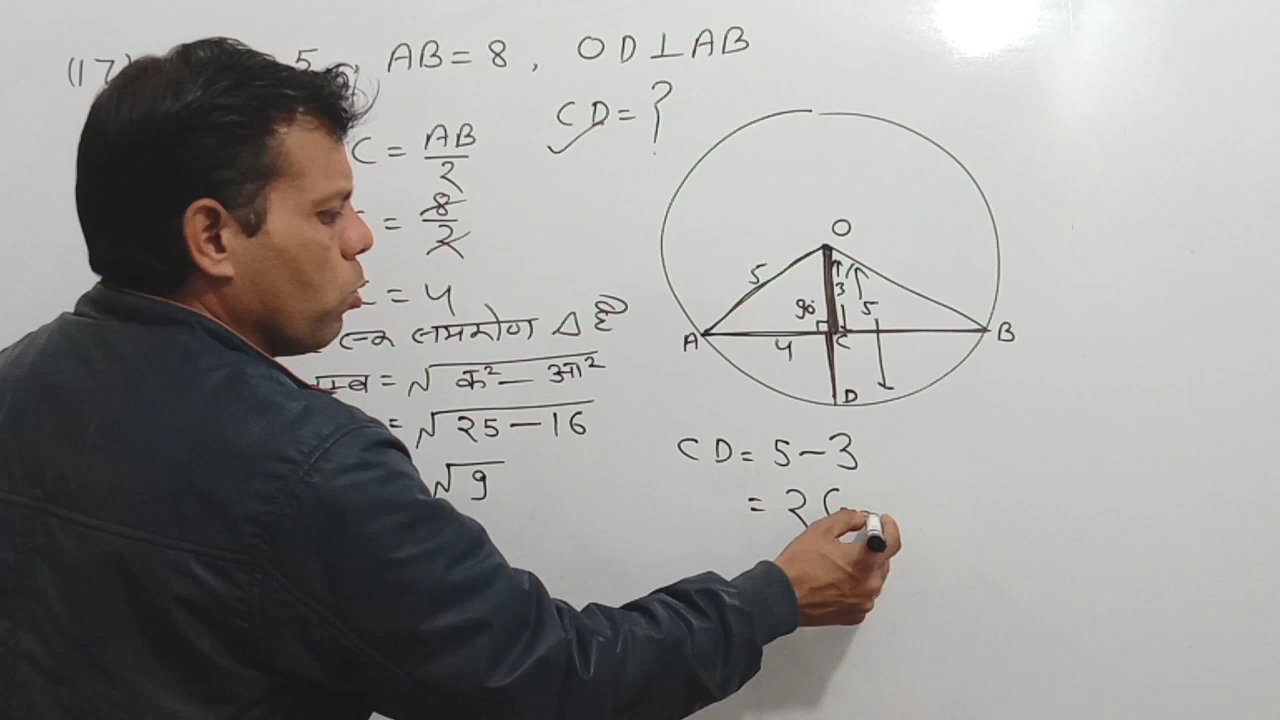 (17) 5, AB = 8, OD ⊥ AB
CD = ?
C = AB/2
= 8/2
= 4
समकोण Δ है
= √क² – आ²
= √25 – 16
√9
O
5
3
90°
5
A
4
C
B
D
CD = 5 – 3
= 2